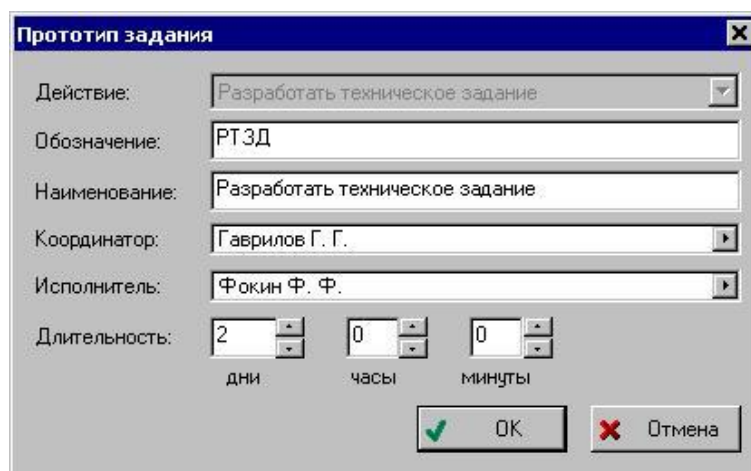 Прототип задания
Действие: Разработать техническое задание
Обозначение: РТЗД
Наименование: Разработать техническое задание
Координатор: Гаврилов Г. Г.
Исполнитель: Фокин Ф. Ф.
Длительность: 2 0 0
дни часы минуты
OK Отмена